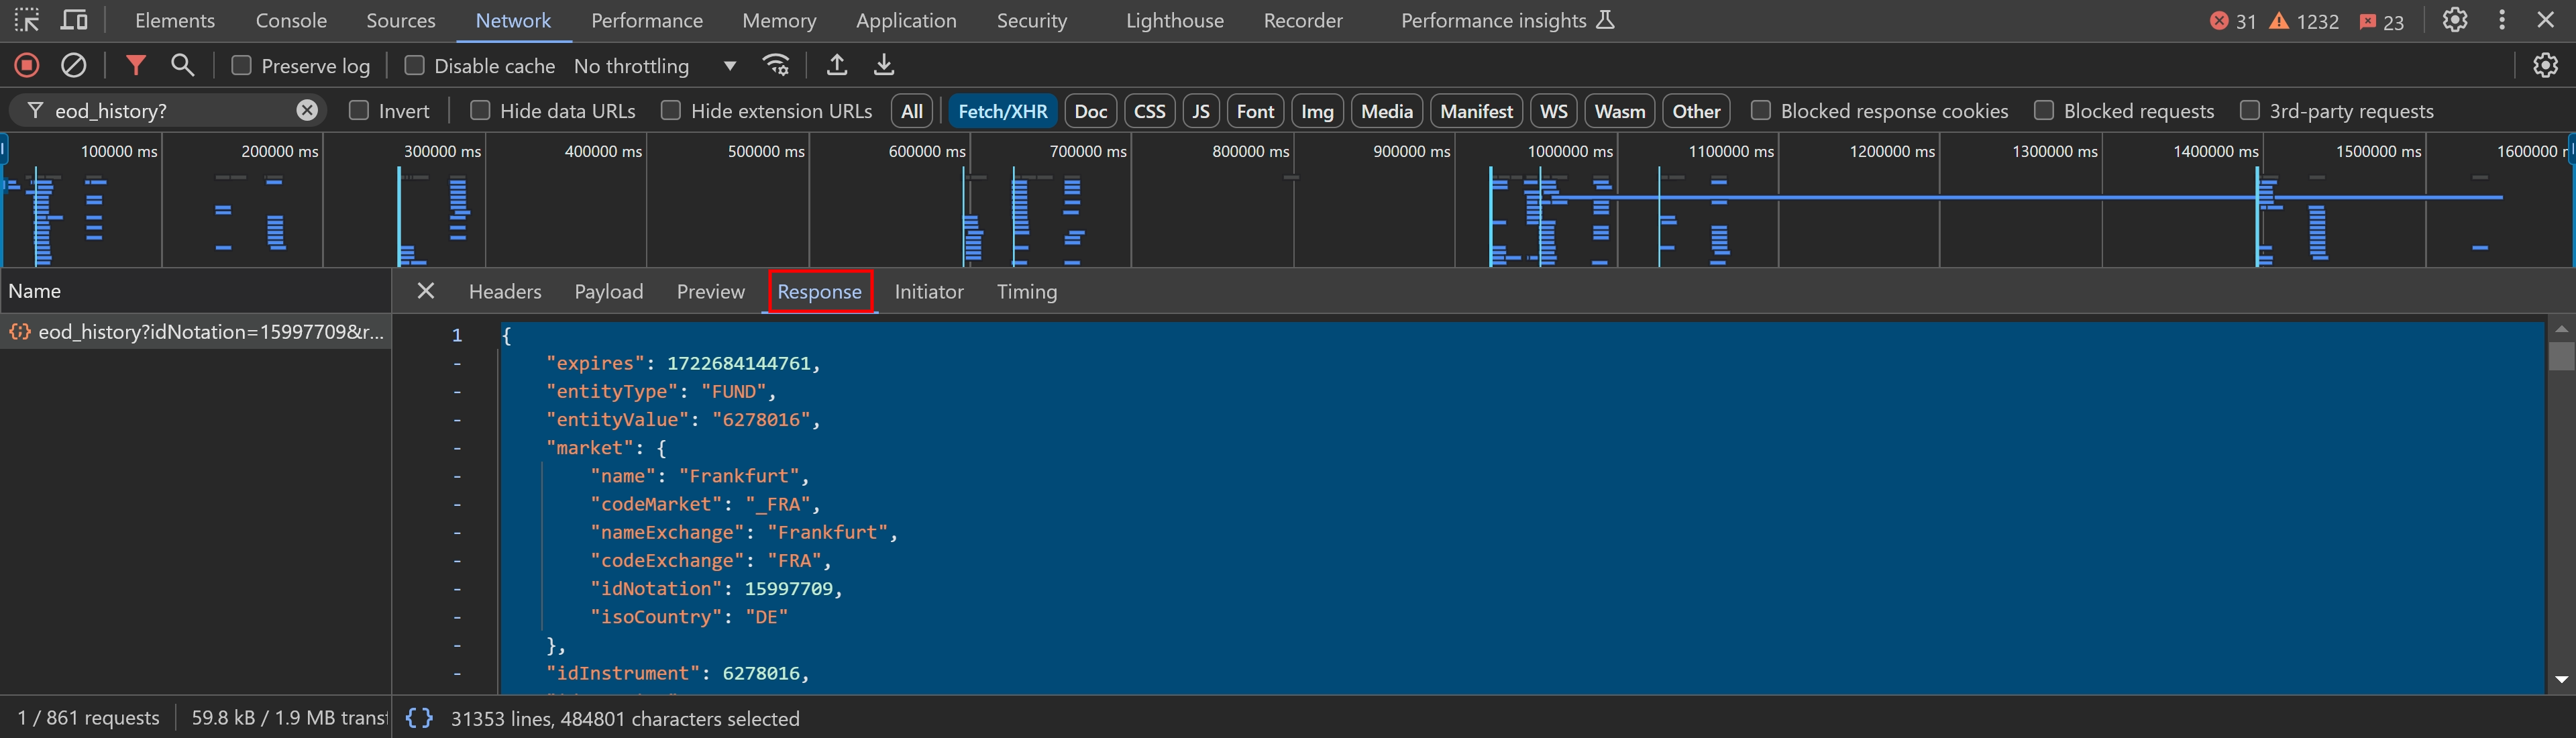 Elements Console Sources Network Performance Memory Application Security Lighthouse Recorder Performance insights 31 1232 23
Preserve log Disable cache No throttling
eod_history? Invert Hide data URLs Hide extension URLs All Fetch/XHR Doc CSS JS Font Img Media Manifest WS Wasm Other Blocked response cookies Blocked requests 3rd-party requests
100000 ms 200000 ms 300000 ms 400000 ms 500000 ms 600000 ms 700000 ms 800000 ms 900000 ms 1000000 ms 1100000 ms 1200000 ms 1300000 ms 1400000 ms 1500000 ms 1600000
Name Headers Payload Preview Response Initiator Timing
{;} eod_history?idNotation=15997709&r...
1 {
- "expires": 1722684144761,
- "entityType": "FUND",
- "entityValue": "6278016",
- "market": {
- "name": "Frankfurt",
- "codeMarket": "_FRA",
- "nameExchange": "Frankfurt",
- "codeExchange": "FRA",
- "idNotation": 15997709,
- "isoCountry": "DE"
- },
- "idInstrument": 6278016,
1 / 861 requests 59.8 kB / 1.9 MB { } 31353 lines, 484801 characters selected